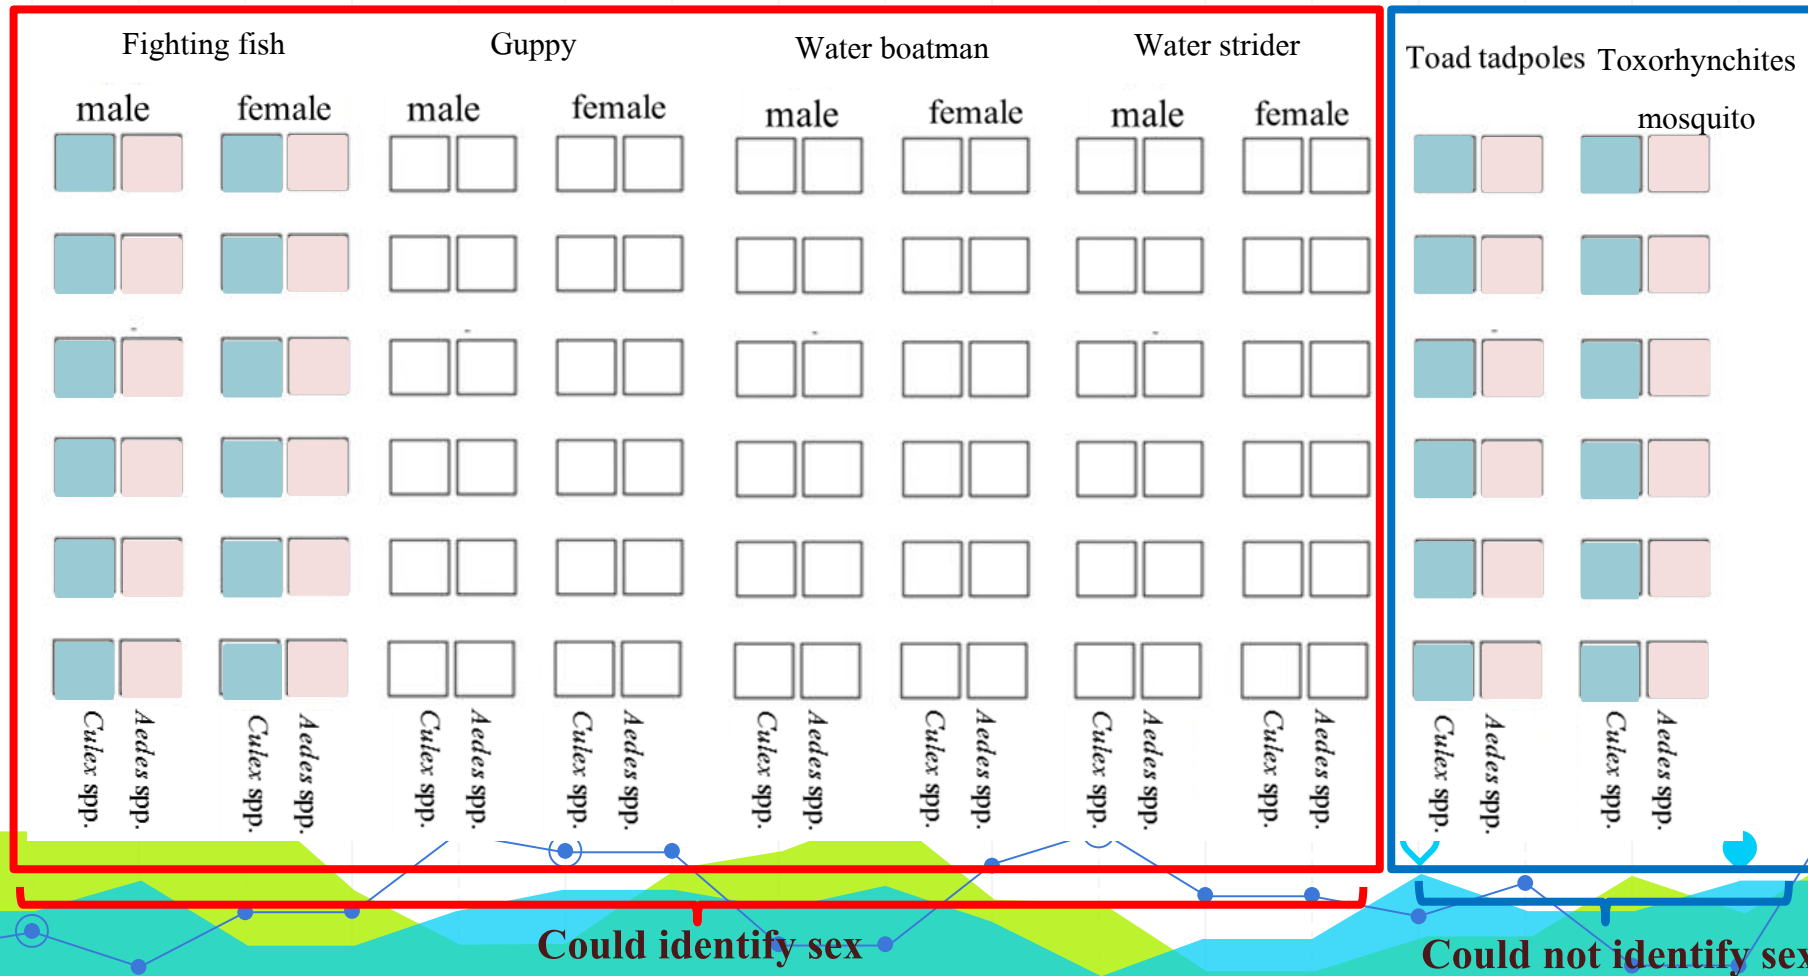 Fighting fish
Guppy
Water boatman
Water strider
Toad tadpoles
Toxorhynchites
mosquito
male
female
male
female
male
female
male
female
Culex spp.
Aedes spp.
Culex spp.
Aedes spp.
Culex spp.
Aedes spp.
Culex spp.
Aedes spp.
Culex spp.
Aedes spp.
Culex spp.
Aedes spp.
Culex spp.
Aedes spp.
Culex spp.
Aedes spp.
Culex spp.
Aedes spp.
Culex spp.
Aedes spp.
Could identify sex
Could not identify sex